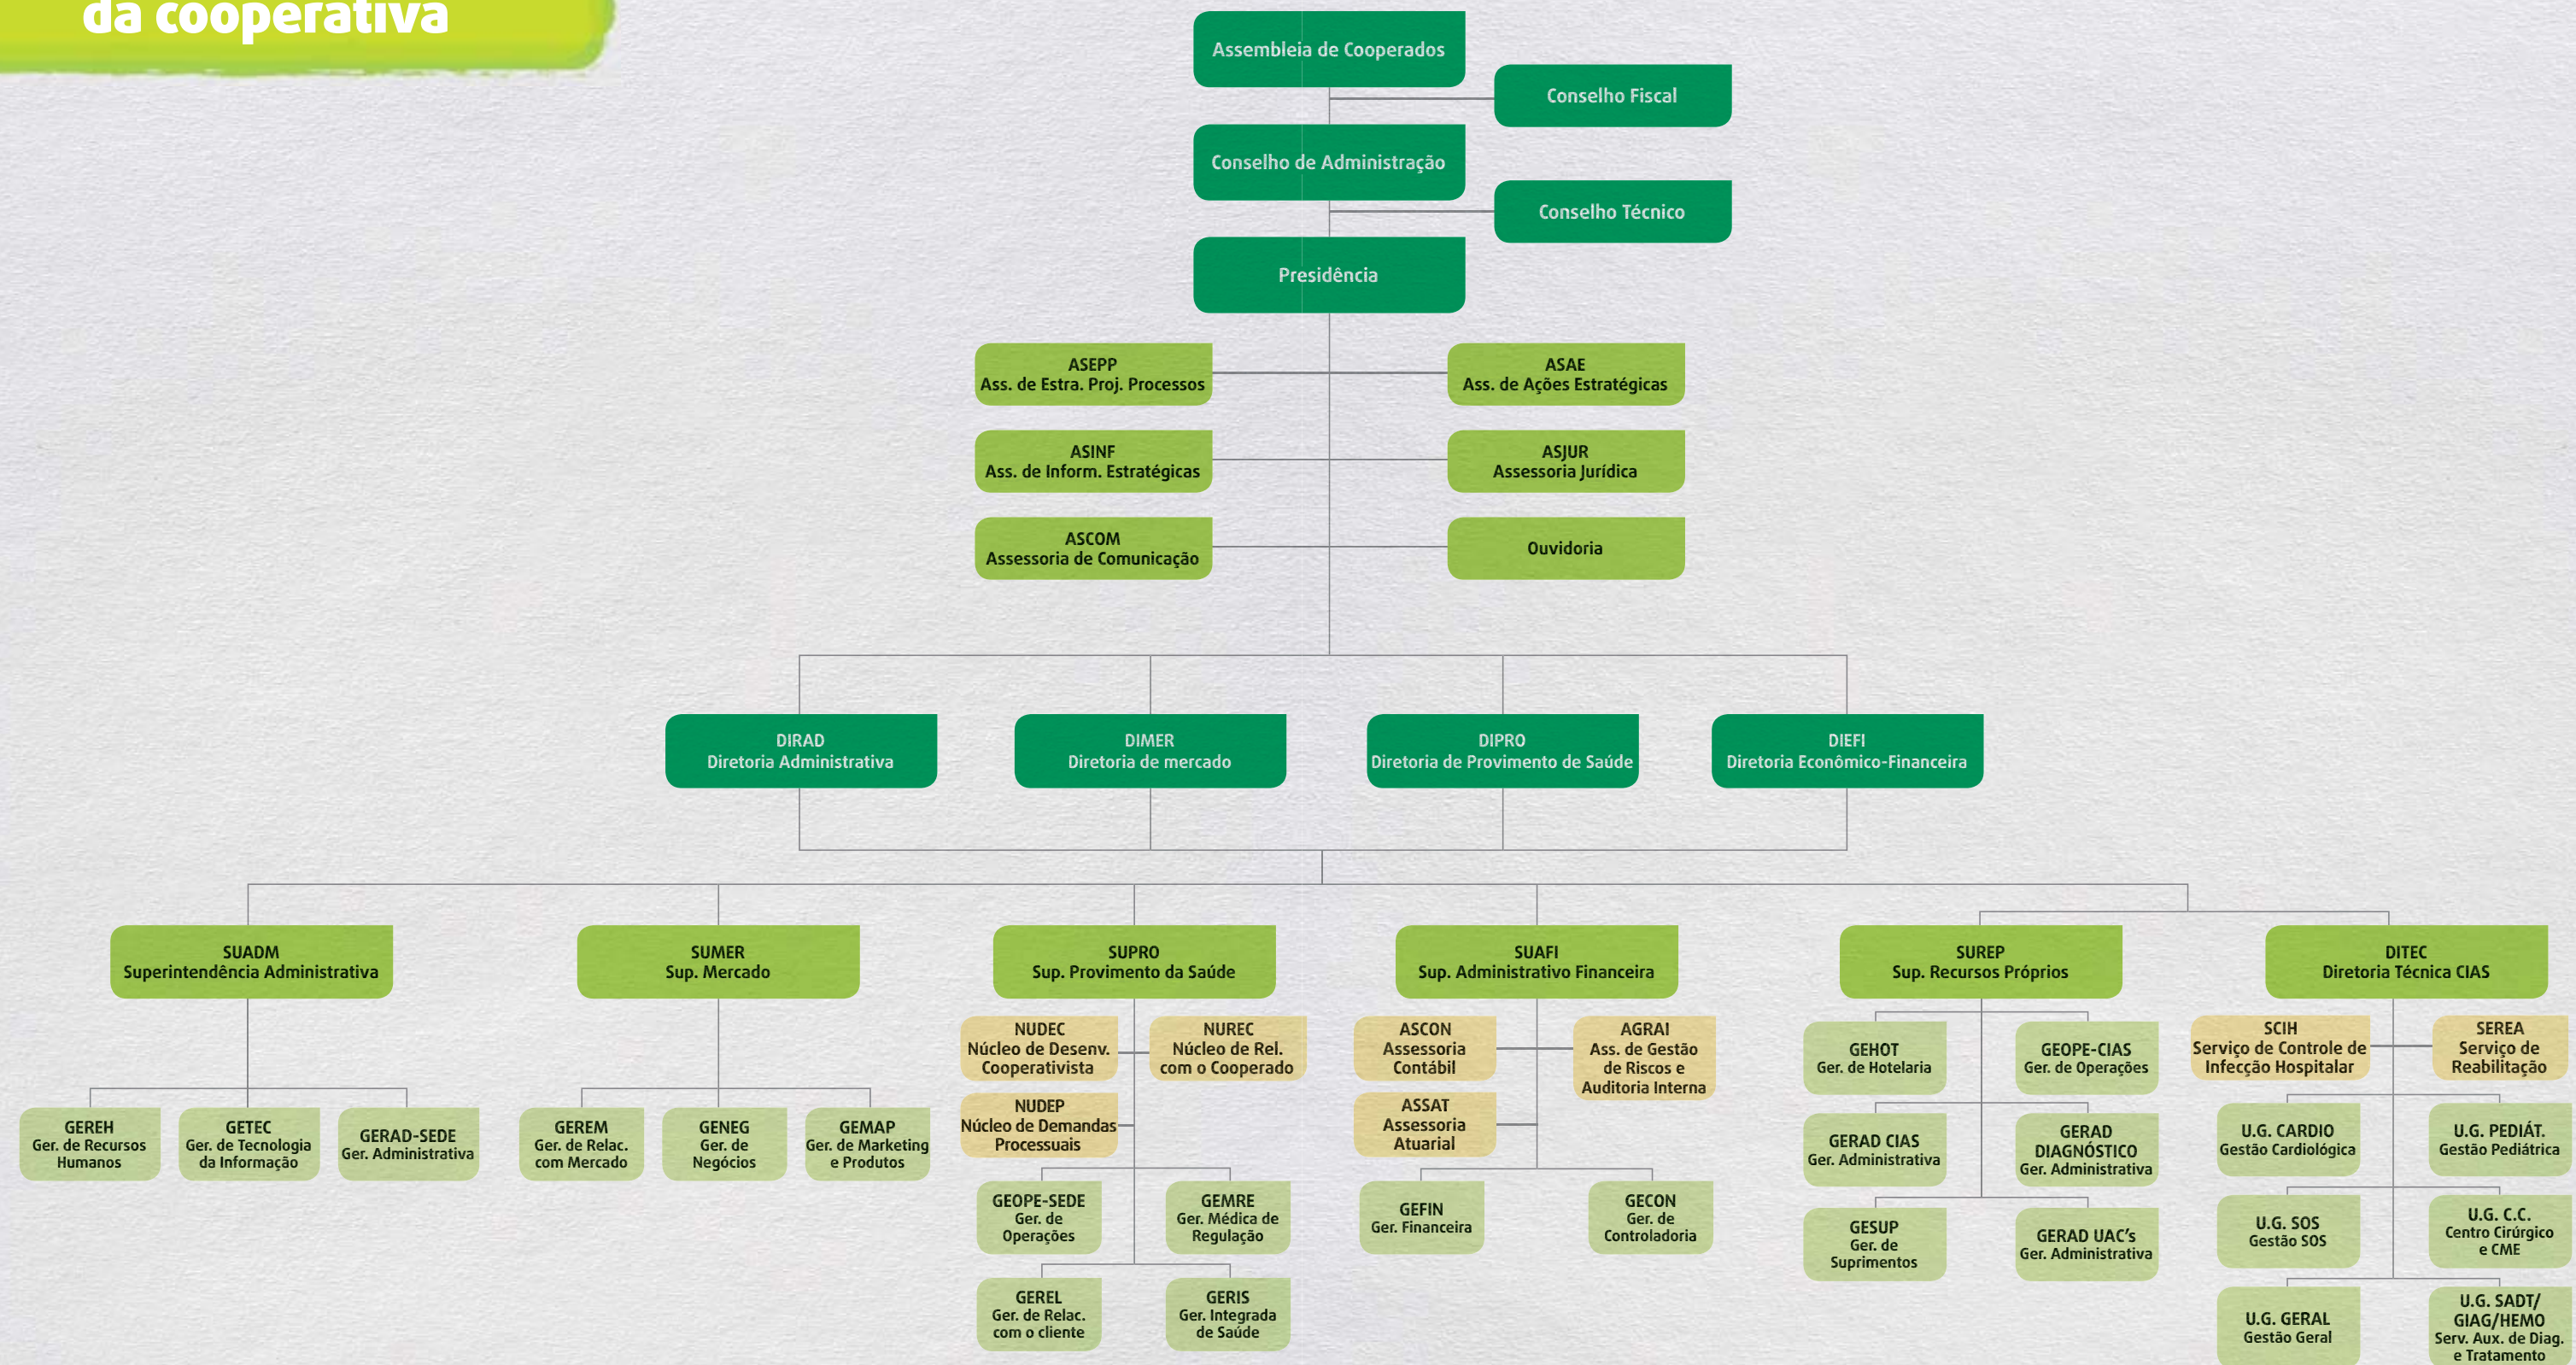 da cooperativa
Assembleia de Cooperados
Conselho Fiscal
Conselho de Administração
Conselho Técnico
Presidência
ASEPP
Ass. de Estra. Proj. Processos
ASAE
Ass. de Ações Estratégicas
ASINF
Ass. de Inform. Estratégicas
ASJUR
Assessoria Jurídica
ASCOM
Assessoria de Comunicação
Ouvidoria
DIRAD
Diretoria Administrativa
DIMER
Diretoria de mercado
DIPRO
Diretoria de Provimento de Saúde
DIEFI
Diretoria Econômico-Financeira
SUADM
Superintendência Administrativa
SUMER
Sup. Mercado
SUPRO
Sup. Provimento da Saúde
SUAFI
Sup. Administrativo Financeira
SUREP
Sup. Recursos Próprios
DITEC
Diretoria Técnica CIAS
GEREH
Ger. de Recursos
Humanos
GETEC
Ger. de Tecnologia
da Informação
GERAD-SEDE
Ger. Administrativa
GEREM
Ger. de Relac.
com Mercado
GENEG
Ger. de
Negócios
GEMAP
Ger. de Marketing
e Produtos
NUDEC
Núcleo de Desenv.
Cooperativista
NUREC
Núcleo de Rel.
com o Cooperado
NUDEP
Núcleo de Demandas
Processuais
GEOPE-SEDE
Ger. de
Operações
GEMRE
Ger. Médica de
Regulação
GEREL
Ger. de Relac.
com o cliente
GERIS
Ger. Integrada
de Saúde
ASCON
Assessoria
Contábil
AGRAI
Ass. de Gestão
de Riscos e
Auditoria Interna
ASSAT
Assessoria
Atuarial
GEFIN
Ger. Financeira
GECON
Ger. de
Controladoria
GEHOT
Ger. de Hotelaria
GEOPE-CIAS
Ger. de Operações
GERAD CIAS
Ger. Administrativa
GERAD
DIAGNÓSTICO
Ger. Administrativa
GESUP
Ger. de
Suprimentos
GERAD UAC’s
Ger. Administrativa
SCIH
Serviço de Controle de
Infecção Hospitalar
SEREA
Serviço de
Reabilitação
U.G. CARDIO
Gestão Cardiológica
U.G. PEDIÁT.
Gestão Pediátrica
U.G. SOS
Gestão SOS
U.G. C.C.
Centro Cirúrgico
e CME
U.G. GERAL
Gestão Geral
U.G. SADT/
GIAG/HEMO
Serv. Aux. de Diag.
e Tratamento